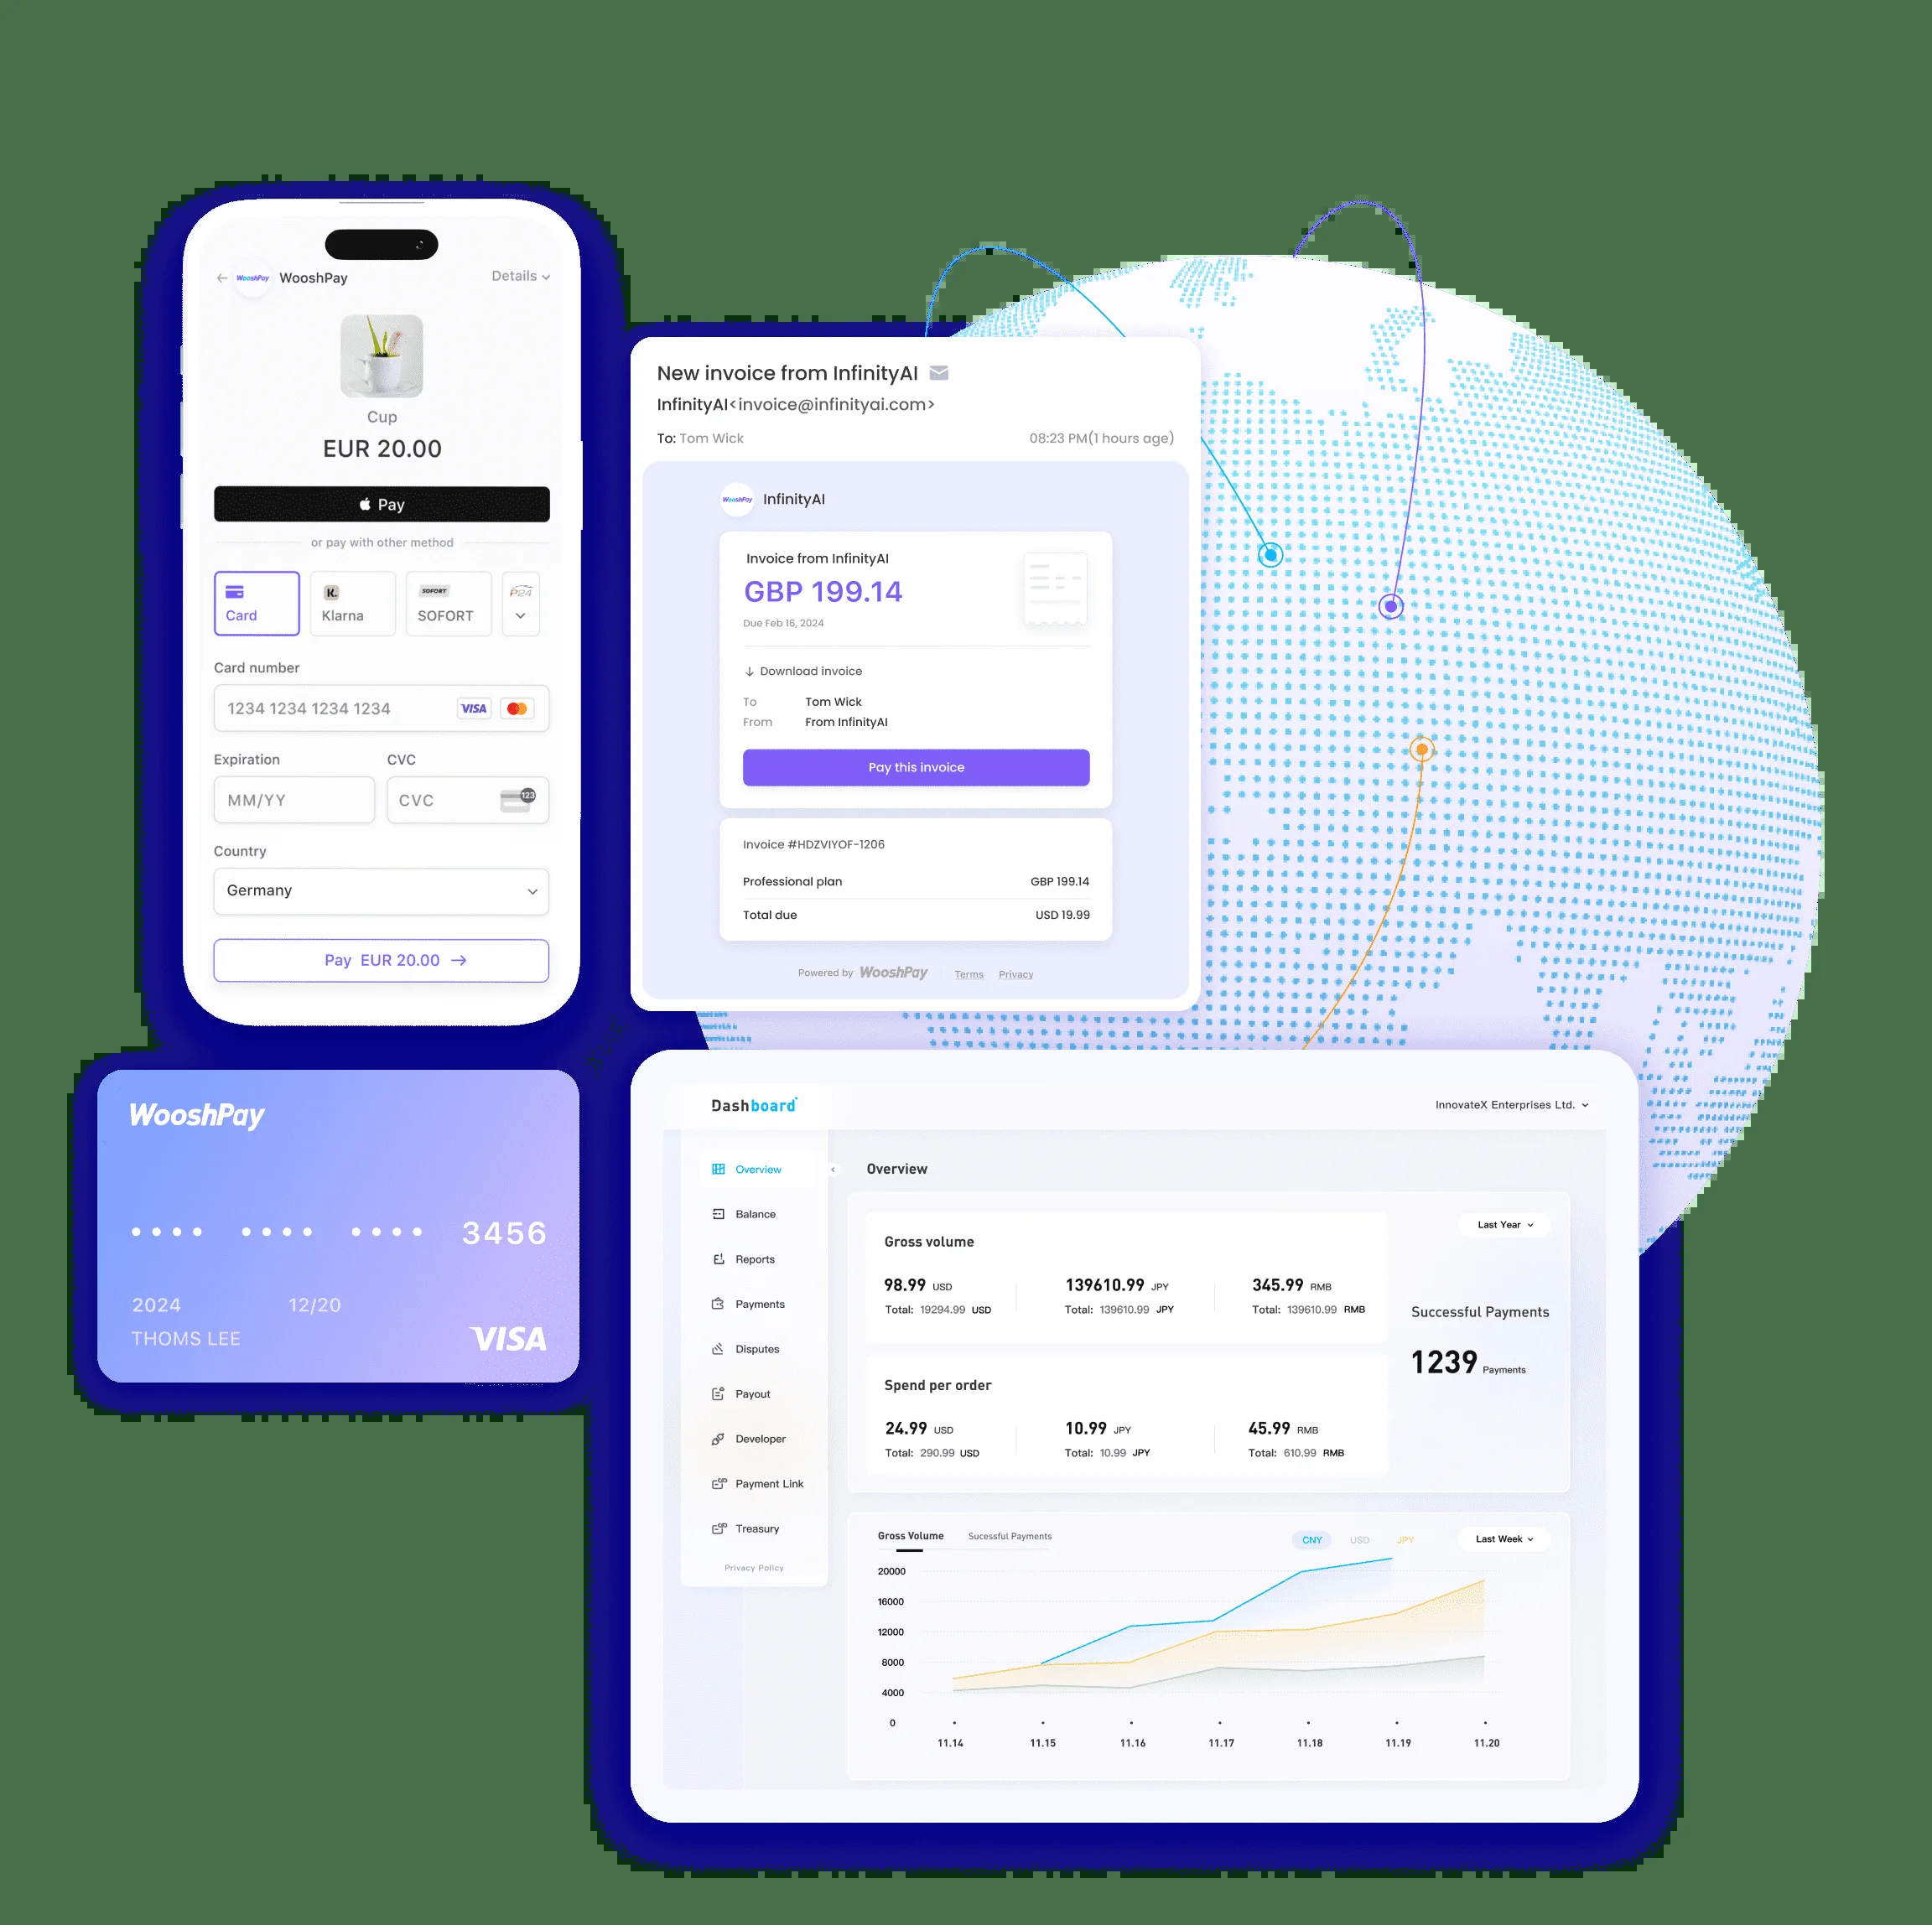 WooshPay WooshPay Details
Cup
EUR 20.00
Pay
or pay with other method
K. SOFORT P24
Card Klarna SOFORT
Card number
1234 1234 1234 1234 VISA
Expiration CVC
MM/YY CVC 123
Country
Germany
Pay EUR 20.00 →
New invoice from InfinityAI
InfinityAI<invoice@infinityai.com>
To: Tom Wick 08:23 PM(1 hours age)
WooshPay InfinityAI
Invoice from InfinityAI
GBP 199.14
Due Feb 16, 2024
Download invoice
To Tom Wick
From From InfinityAI
Pay this invoice
Invoice #HDZVIYOF-1206
Professional plan GBP 199.14
Total due USD 19.99
Powered by WooshPay Terms Privacy
WooshPay
•••• •••• •••• 3456
2024 12/20
THOMS LEE
VISA
Dashboard InnovateX Enterprises Ltd.
Overview
Balance
Reports
Payments
Disputes
Payout
Developer
Payment Link
Treasury
Privacy Policy
Overview
Last Year
Gross volume
98.99 USD 139610.99 JPY 345.99 RMB
Total: 19294.99 USD Total: 139610.99 JPY Total: 139610.99 RMB
Successful Payments
1239 Payments
Spend per order
24.99 USD 10.99 JPY 45.99 RMB
Total: 290.99 USD Total: 10.99 JPY Total: 610.99 RMB
Gross Volume Sucessful Payments CNY USD JPY Last Week
20000
16000
12000
8000
4000
0
11.14 11.15 11.16 11.17 11.18 11.19 11.20